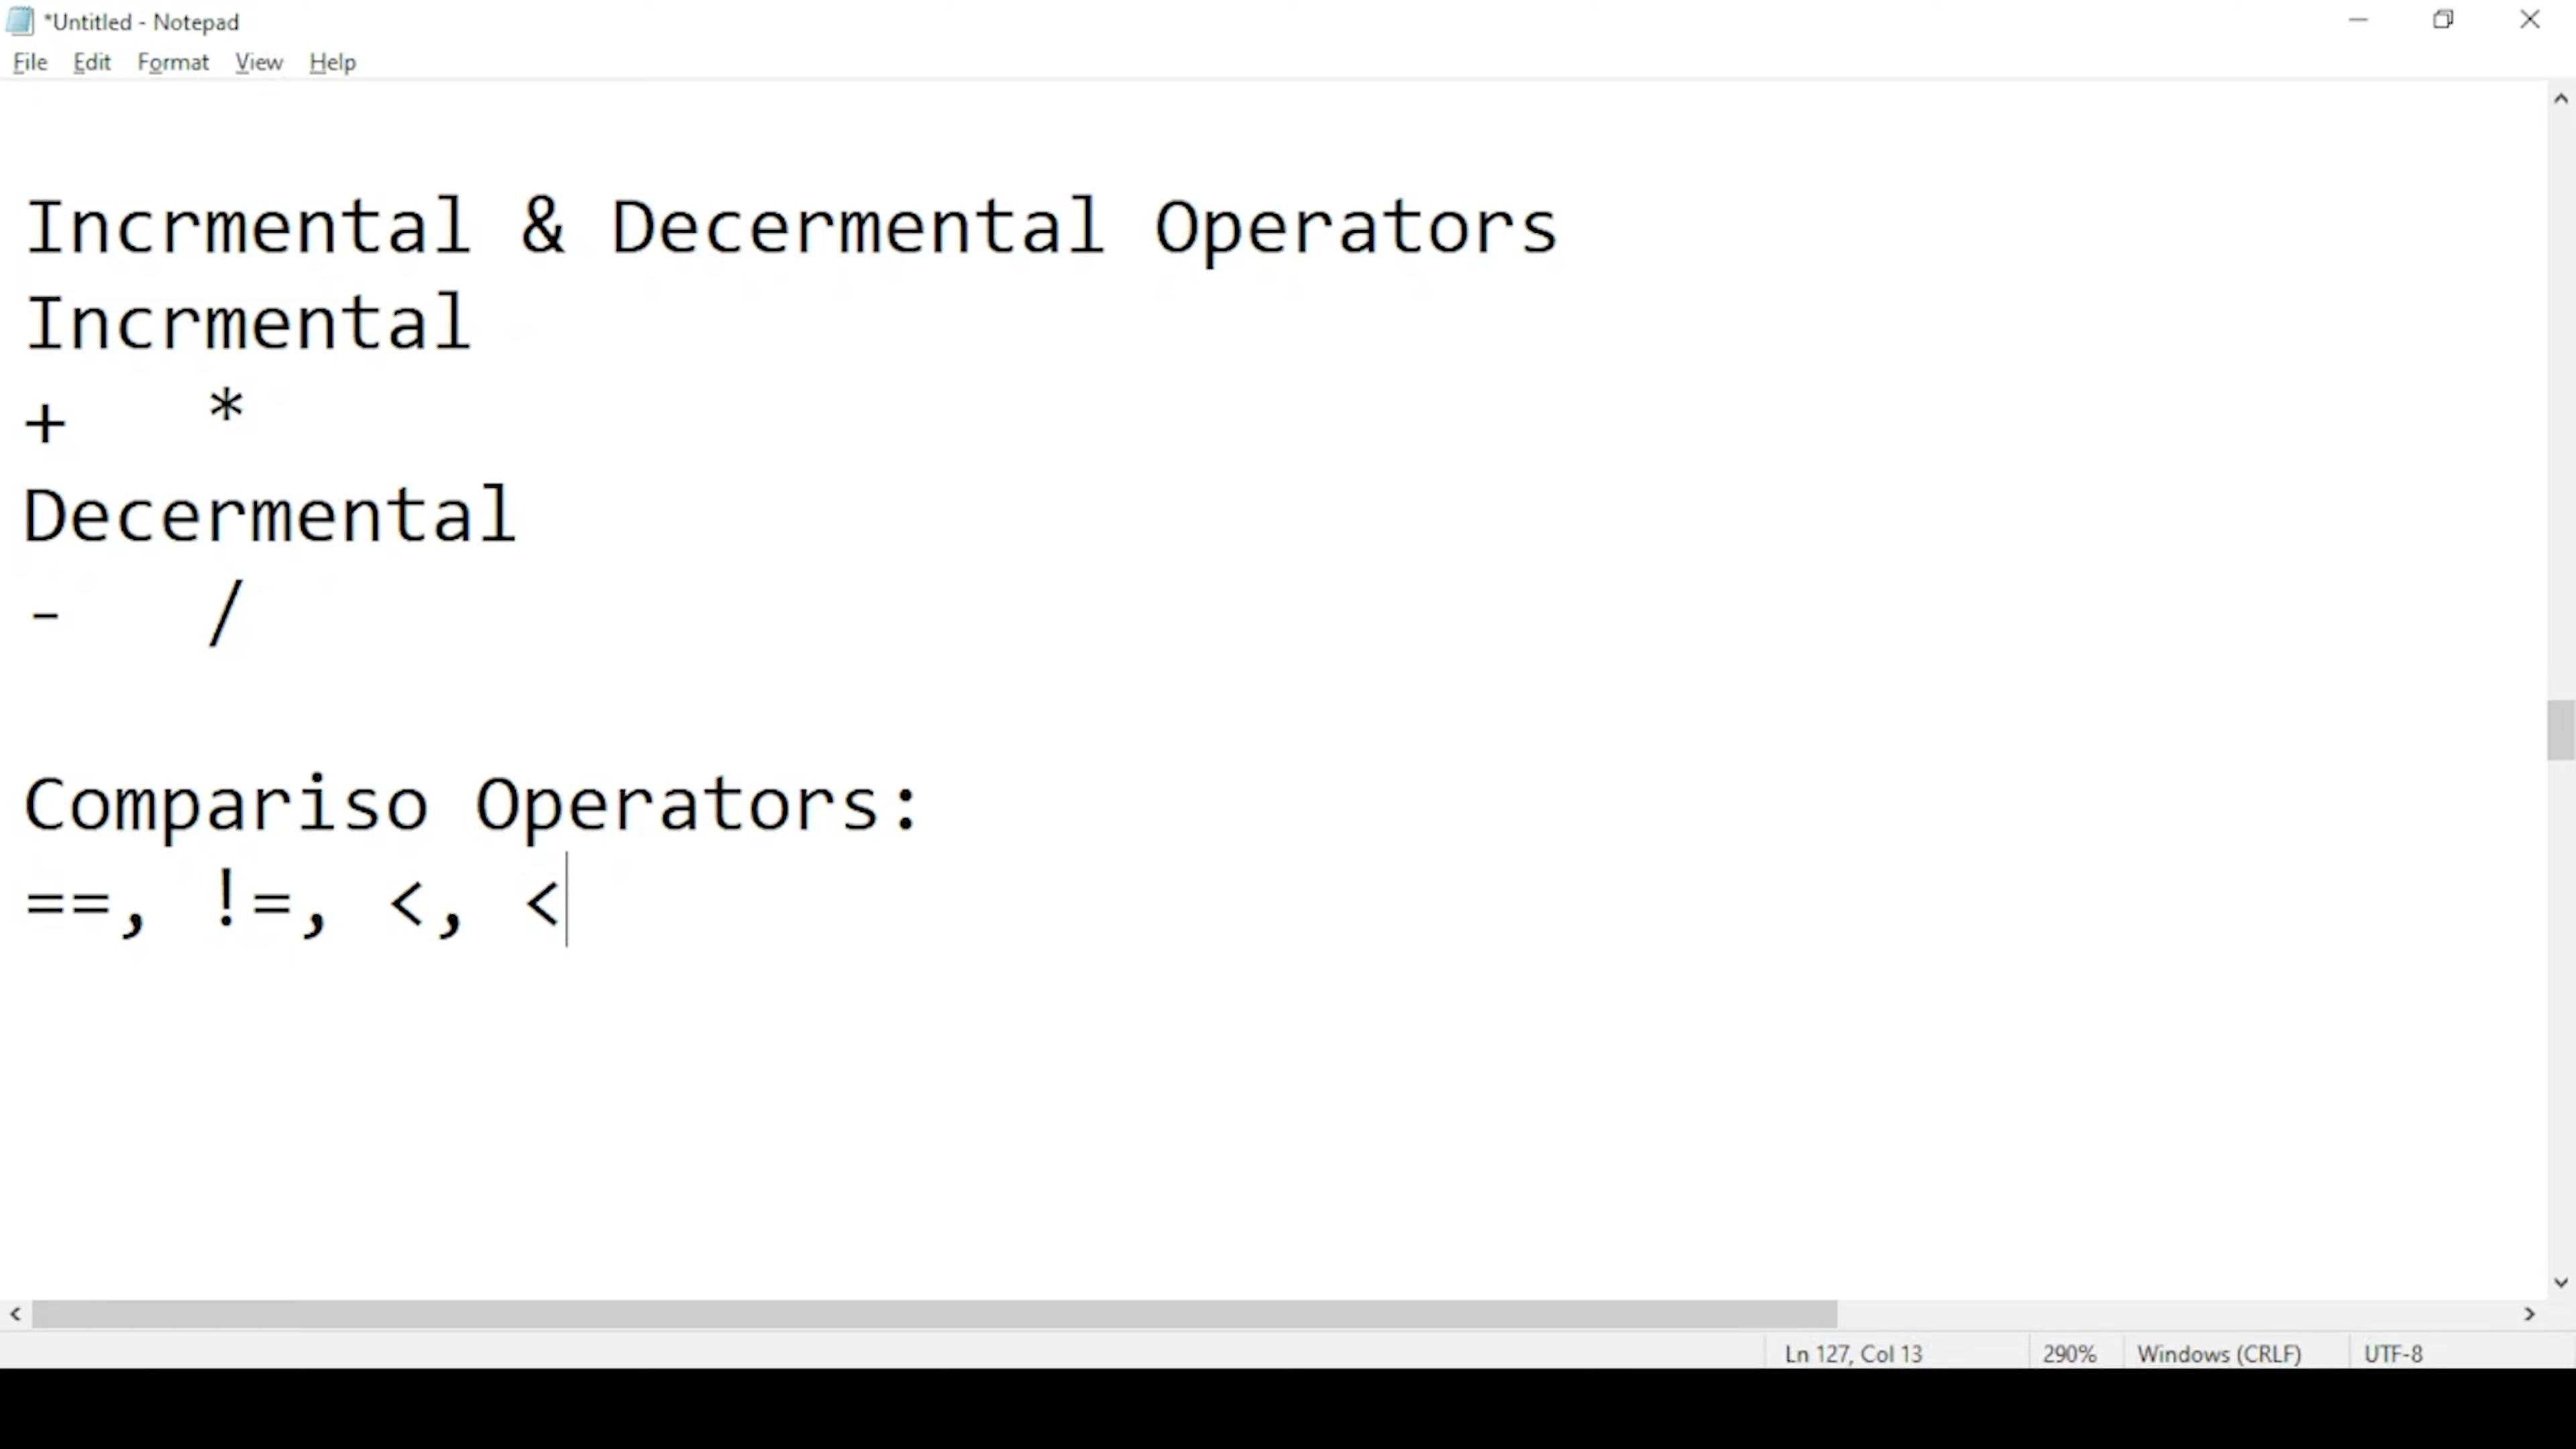 *Untitled - Notepad
File Edit Format View Help
Incrmental & Decermental Operators
Incrmental
+ *
Decermental
- /
Compariso Operators:
==, !=, <, <
Ln 127, Col 13 290% Windows (CRLF) UTF-8